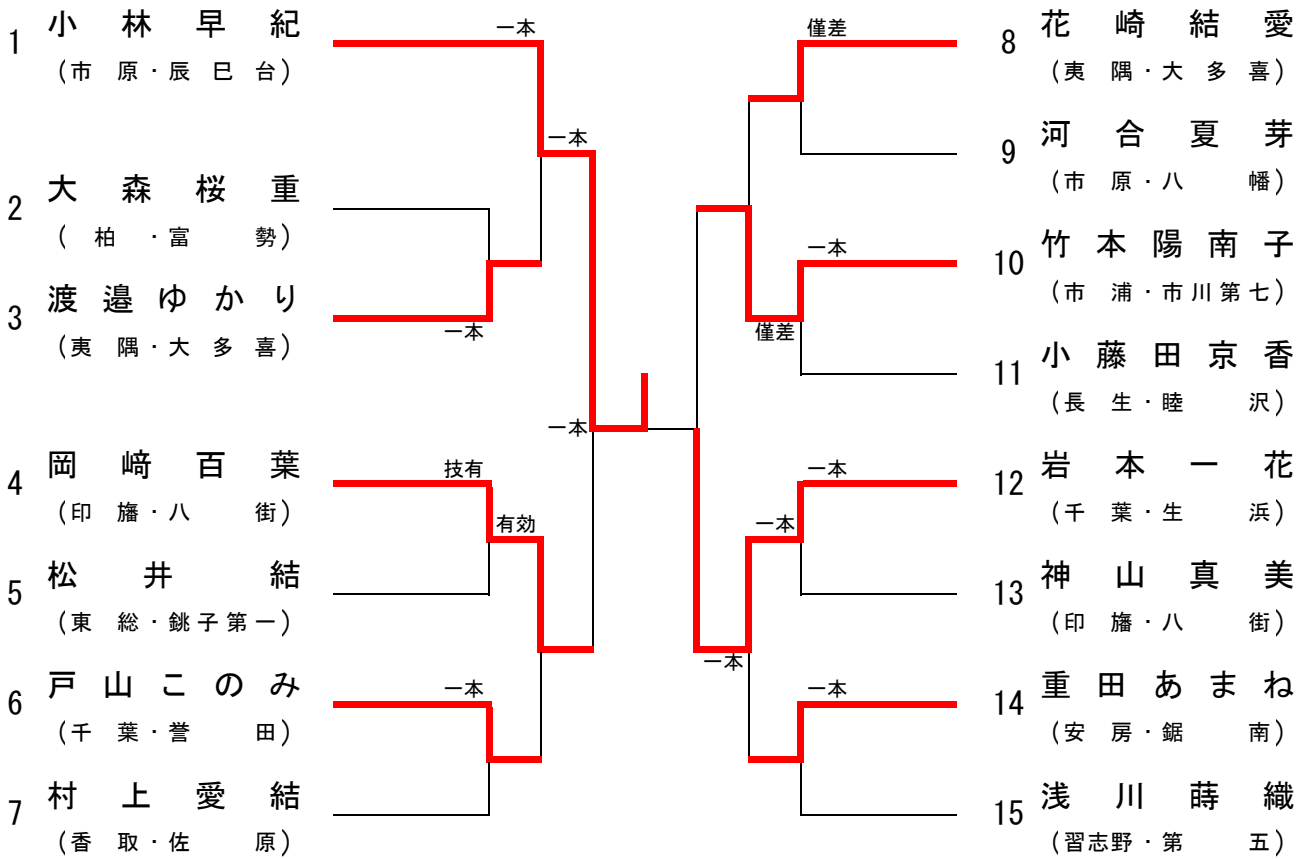 1 小林早紀
(市原・辰巳台)
2 大森桜重
(柏・富勢)
3 渡邉ゆかり
(夷隅・大多喜)
4 岡﨑百葉
(印旛・八街)
5 松井結
(東総・銚子第一)
6 戸山このみ
(千葉・誉田)
7 村上愛結
(香取・佐原)
一本
一本
一本
一本
技有
有効
一本
僅差
一本
僅差
一本
一本
一本
一本
8 花崎結愛
(夷隅・大多喜)
9 河合夏芽
(市原・八幡)
10 竹本陽南子
(市浦・市川第七)
11 小藤田京香
(長生・睦沢)
12 岩本一花
(千葉・生浜)
13 神山真美
(印旛・八街)
14 重田あまね
(安房・鋸南)
15 浅川蒔織
(習志野・第五)